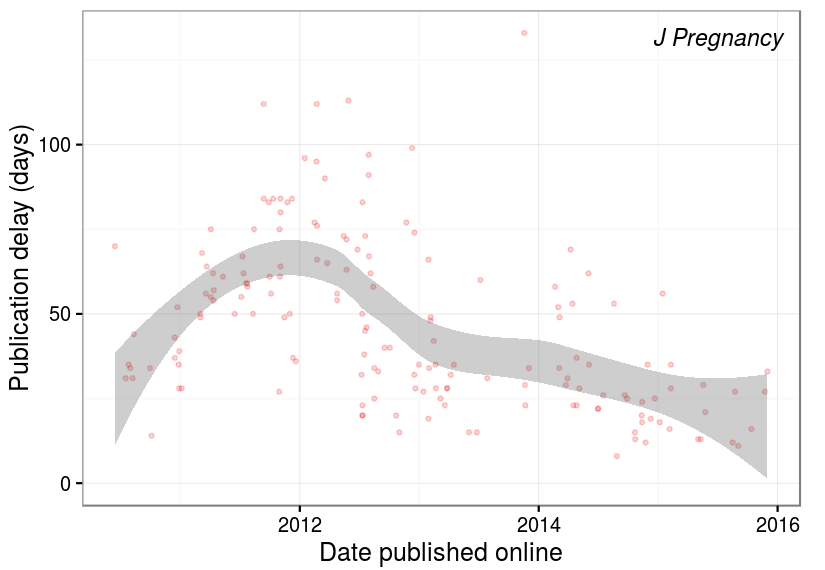 J Pregnancy
Publication delay (days)
100
50
0
2012
2014
2016
Date published online